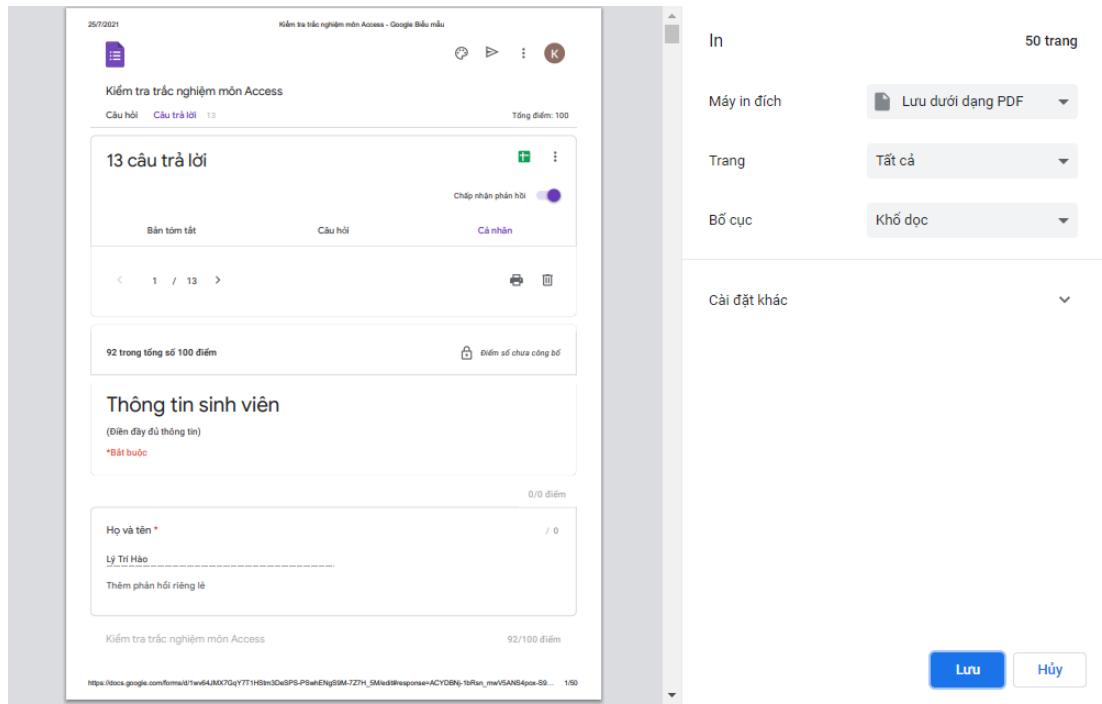 25/7/2021 Kiểm tra trắc nghiệm môn Access - Google Biểu mẫu
K
Kiểm tra trắc nghiệm môn Access
Câu hỏi Câu trả lời 13 Tổng điểm: 100
13 câu trả lời
Chấp nhận phản hồi
Bản tóm tắt Câu hỏi Cá nhân
1 / 13
92 trong tổng số 100 điểm Điểm số chưa công bố
Thông tin sinh viên
(Điền đầy đủ thông tin)
*Bắt buộc
0/0 điểm
Họ và tên * / 0
Lý Trí Hào
Thêm phản hồi riêng lẻ
Kiểm tra trắc nghiệm môn Access 92/100 điểm
1/50
In 50 trang
Máy in đích Lưu dưới dạng PDF
Trang Tất cả
Bố cục Khổ dọc
Cài đặt khác
Lưu Hủy